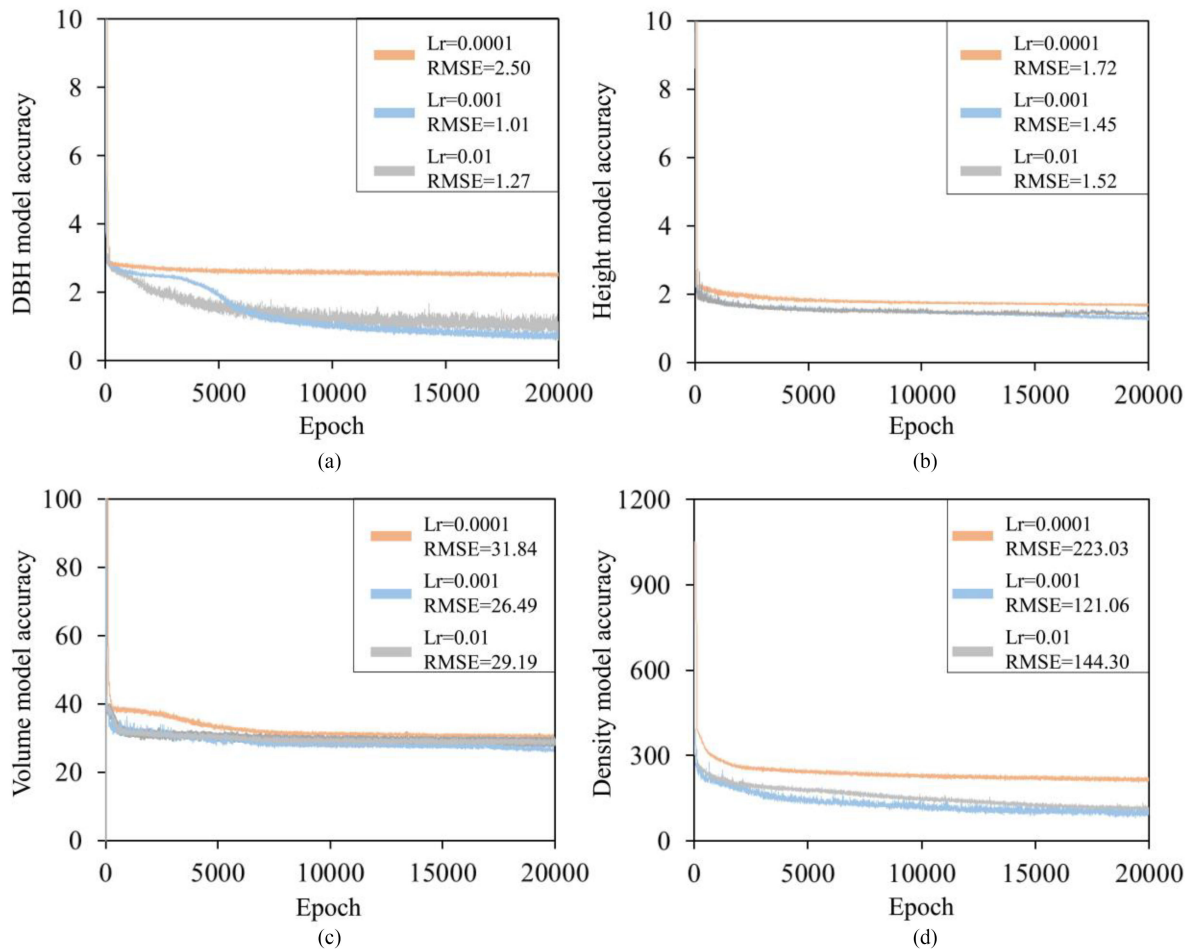 10
8
6
4
2
0
DBH model accuracy
Lr=0.0001
RMSE=2.50
Lr=0.001
RMSE=1.01
Lr=0.01
RMSE=1.27
0 5000 10000 15000 20000
Epoch
(a)
10
8
6
4
2
0
Height model accuracy
Lr=0.0001
RMSE=1.72
Lr=0.001
RMSE=1.45
Lr=0.01
RMSE=1.52
0 5000 10000 15000 20000
Epoch
(b)
100
80
60
40
20
0
Volume model accuracy
Lr=0.0001
RMSE=31.84
Lr=0.001
RMSE=26.49
Lr=0.01
RMSE=29.19
0 5000 10000 15000 20000
Epoch
(c)
1200
900
600
300
0
Density model accuracy
Lr=0.0001
RMSE=223.03
Lr=0.001
RMSE=121.06
Lr=0.01
RMSE=144.30
0 5000 10000 15000 20000
Epoch
(d)